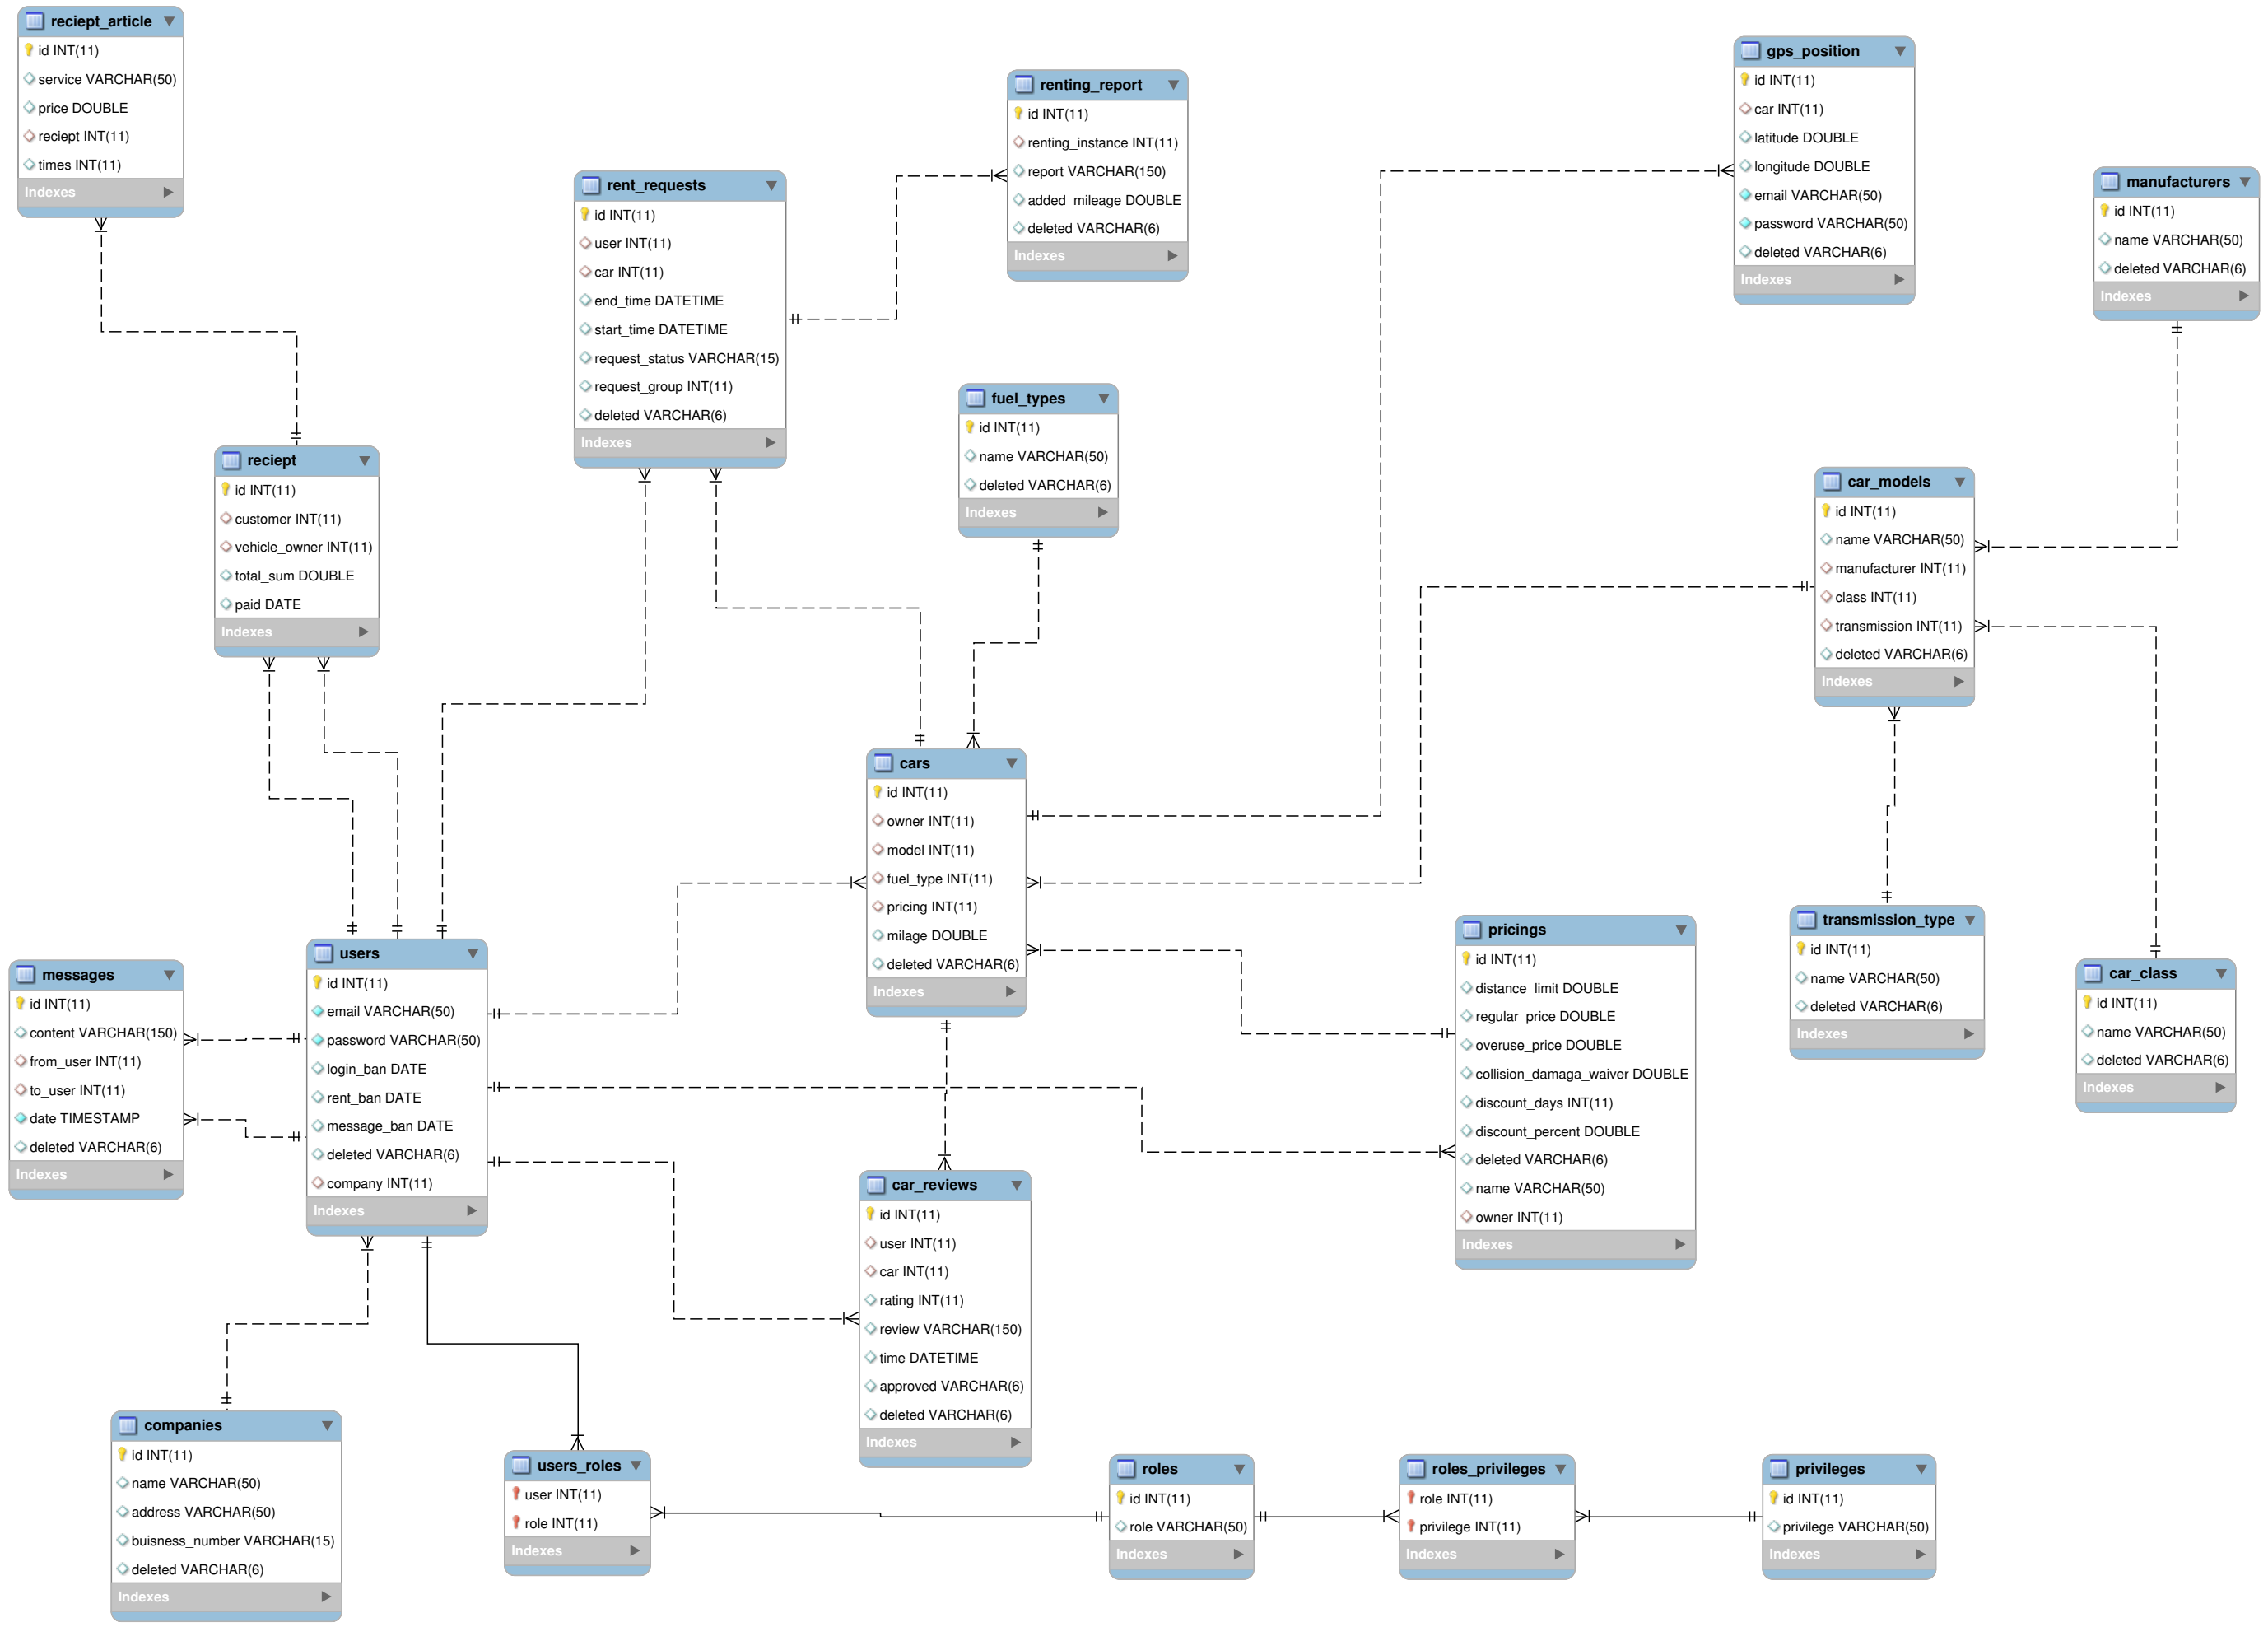 reciept_article
id INT(11)
service VARCHAR(50)
price DOUBLE
reciept INT(11)
times INT(11)
Indexes
renting_report
id INT(11)
renting_instance INT(11)
report VARCHAR(150)
added_mileage DOUBLE
deleted VARCHAR(6)
Indexes
gps_position
id INT(11)
car INT(11)
latitude DOUBLE
longitude DOUBLE
email VARCHAR(50)
password VARCHAR(50)
deleted VARCHAR(6)
Indexes
manufacturers
id INT(11)
name VARCHAR(50)
deleted VARCHAR(6)
Indexes
rent_requests
id INT(11)
user INT(11)
car INT(11)
end_time DATETIME
start_time DATETIME
request_status VARCHAR(15)
request_group INT(11)
deleted VARCHAR(6)
Indexes
fuel_types
id INT(11)
name VARCHAR(50)
deleted VARCHAR(6)
Indexes
reciept
id INT(11)
customer INT(11)
vehicle_owner INT(11)
total_sum DOUBLE
paid DATE
Indexes
car_models
id INT(11)
name VARCHAR(50)
manufacturer INT(11)
class INT(11)
transmission INT(11)
deleted VARCHAR(6)
Indexes
cars
id INT(11)
owner INT(11)
model INT(11)
fuel_type INT(11)
pricing INT(11)
milage DOUBLE
deleted VARCHAR(6)
Indexes
messages
id INT(11)
content VARCHAR(150)
from_user INT(11)
to_user INT(11)
date TIMESTAMP
deleted VARCHAR(6)
Indexes
users
id INT(11)
email VARCHAR(50)
password VARCHAR(50)
login_ban DATE
rent_ban DATE
message_ban DATE
deleted VARCHAR(6)
company INT(11)
Indexes
pricings
id INT(11)
distance_limit DOUBLE
regular_price DOUBLE
overuse_price DOUBLE
collision_damaga_waiver DOUBLE
discount_days INT(11)
discount_percent DOUBLE
deleted VARCHAR(6)
name VARCHAR(50)
owner INT(11)
Indexes
transmission_type
id INT(11)
name VARCHAR(50)
deleted VARCHAR(6)
Indexes
car_class
id INT(11)
name VARCHAR(50)
deleted VARCHAR(6)
Indexes
car_reviews
id INT(11)
user INT(11)
car INT(11)
rating INT(11)
review VARCHAR(150)
time DATETIME
approved VARCHAR(6)
deleted VARCHAR(6)
Indexes
companies
id INT(11)
name VARCHAR(50)
address VARCHAR(50)
buisness_number VARCHAR(15)
deleted VARCHAR(6)
Indexes
users_roles
user INT(11)
role INT(11)
Indexes
roles
id INT(11)
role VARCHAR(50)
Indexes
roles_privileges
role INT(11)
privilege INT(11)
Indexes
privileges
id INT(11)
privilege VARCHAR(50)
Indexes